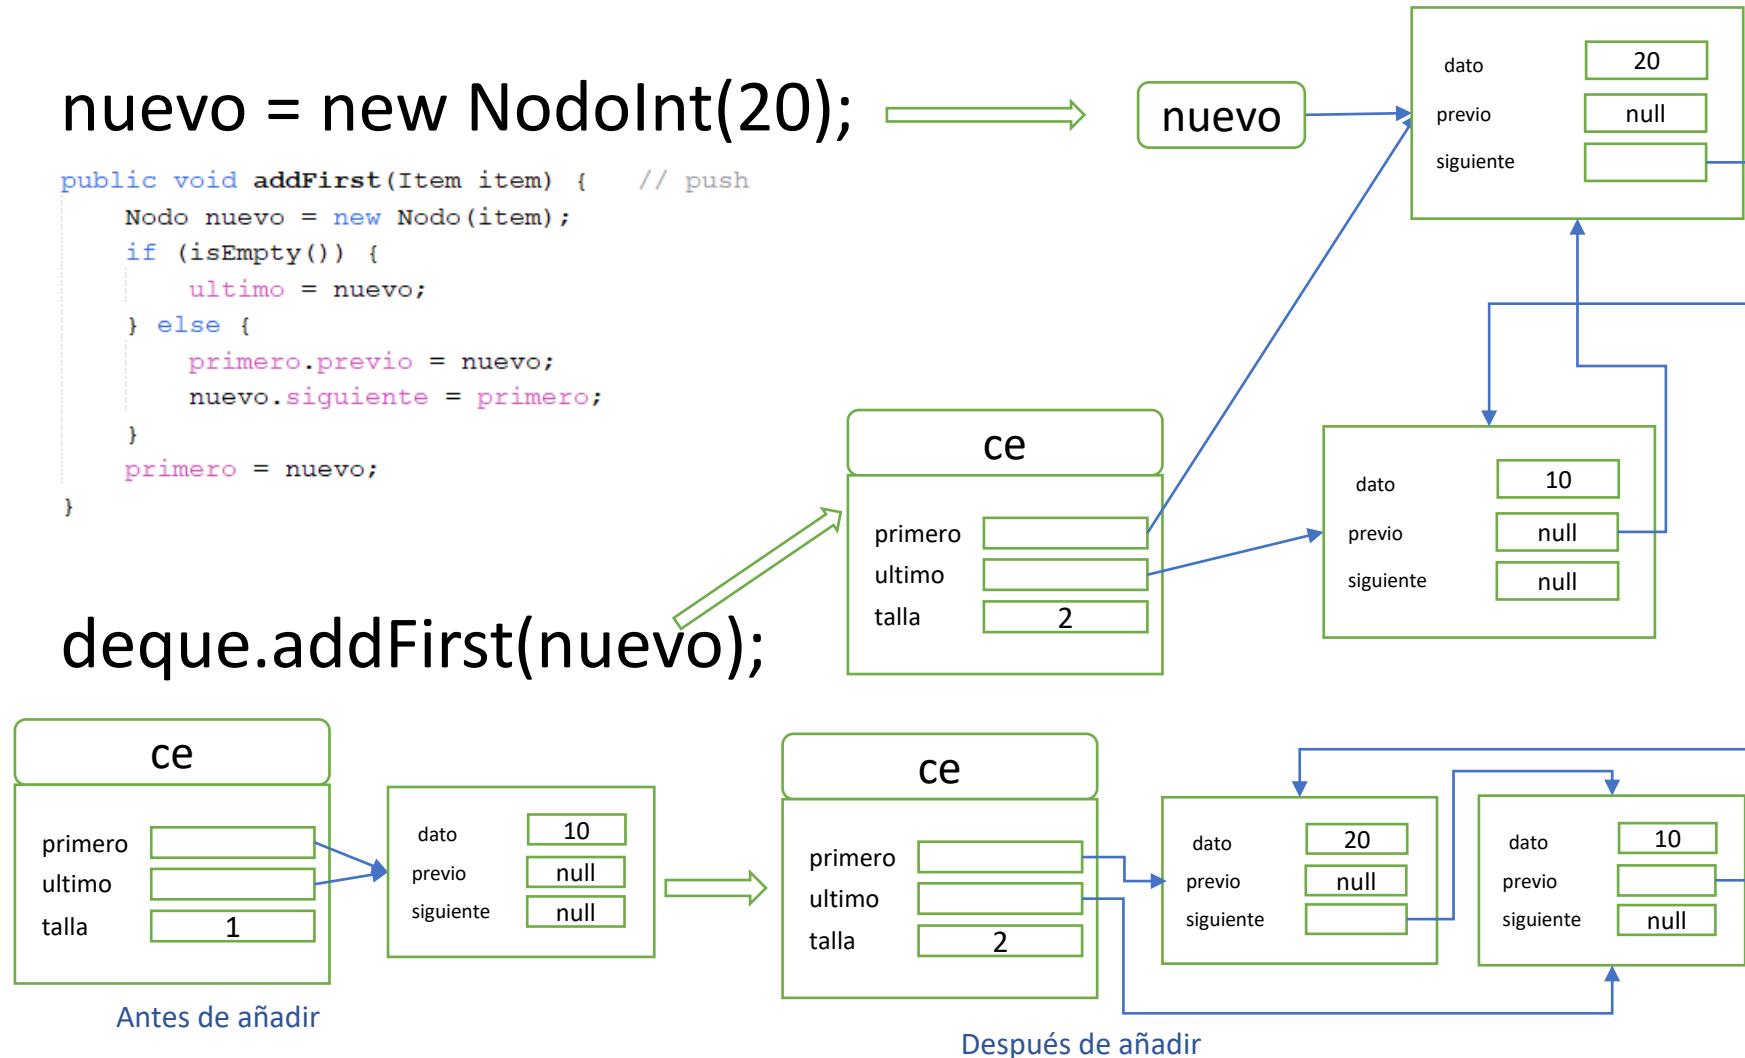 nuevo = new NodoInt(20);
public void addFirst(Item item) {   // push
    Nodo nuevo = new Nodo(item);
    if (isEmpty()) {
        ultimo = nuevo;
    } else {
        primero.previo = nuevo;
        nuevo.siguiente = primero;
    }
    primero = nuevo;
}
nuevo
dato 20
previo null
siguiente
ce
primero
ultimo
talla 2
dato 10
previo null
siguiente null
deque.addFirst(nuevo);
ce
primero
ultimo
talla 1
dato 10
previo null
siguiente null
Antes de añadir
ce
primero
ultimo
talla 2
dato 20
previo null
siguiente
dato 10
previo
siguiente null
Después de añadir